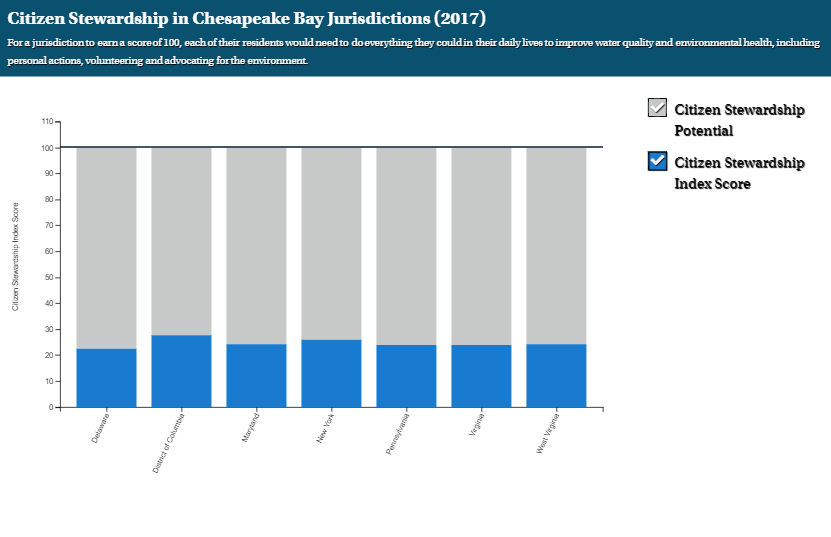 Citizen Stewardship in Chesapeake Bay Jurisdictions (2017)
For a jurisdiction to earn a score of 100, each of their residents would need to do everything they could in their daily lives to improve water quality and environmental health, including
personal actions, volunteering and advocating for the environment.
Citizen Stewardship
Potential
Citizen Stewardship
Index Score
Citizen Stewardship Index Score
110
100
90
80
70
60
50
40
30
20
10
0
Delaware
District of Columbia
Maryland
New York
Pennsylvania
Virginia
West Virginia